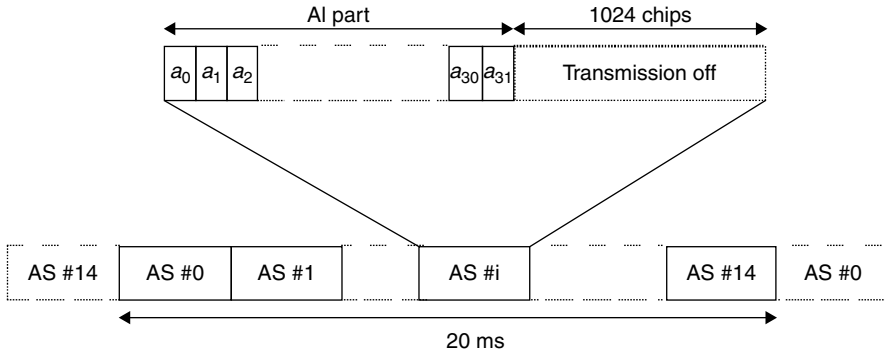 AI part 1024 chips
a0 a1 a2 a30 a31 Transmission off
AS #14 AS #0 AS #1 AS #i AS #14 AS #0
20 ms